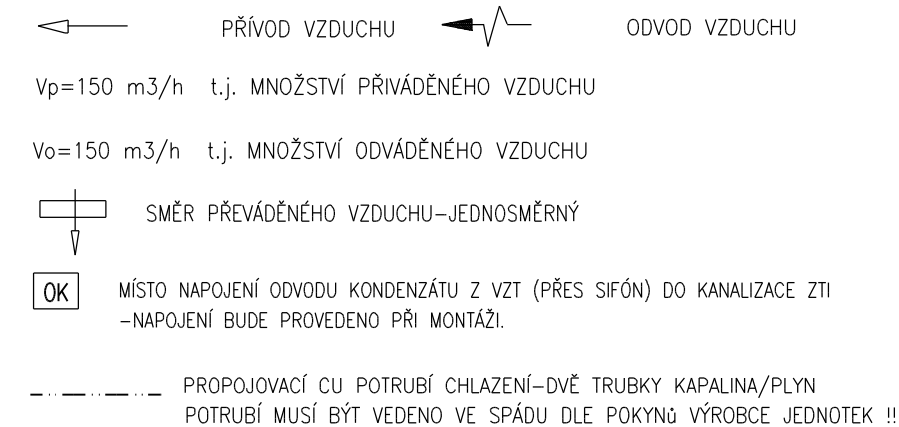 PŘÍVOD VZDUCHU ODVOD VZDUCHU
Vp=150 m3/h t.j. MNOŽSTVÍ PŘIVÁDĚNÉHO VZDUCHU
Vo=150 m3/h t.j. MNOŽSTVÍ ODVÁDĚNÉHO VZDUCHU
SMĚR PŘEVÁDĚNÉHO VZDUCHU-JEDNOSMĚRNÝ
OK MÍSTO NAPOJENÍ ODVODU KONDENZÁTU Z VZT (PŘES SIFÓN) DO KANALIZACE ZTI
-NAPOJENÍ BUDE PROVEDENO PŘI MONTÁŽI.
PROPOJOVACÍ CU POTRUBÍ CHLAZENÍ-DVĚ TRUBKY KAPALINA/PLYN
POTRUBÍ MUSÍ BÝT VEDENO VE SPÁDU DLE POKYNů VÝROBCE JEDNOTEK !!